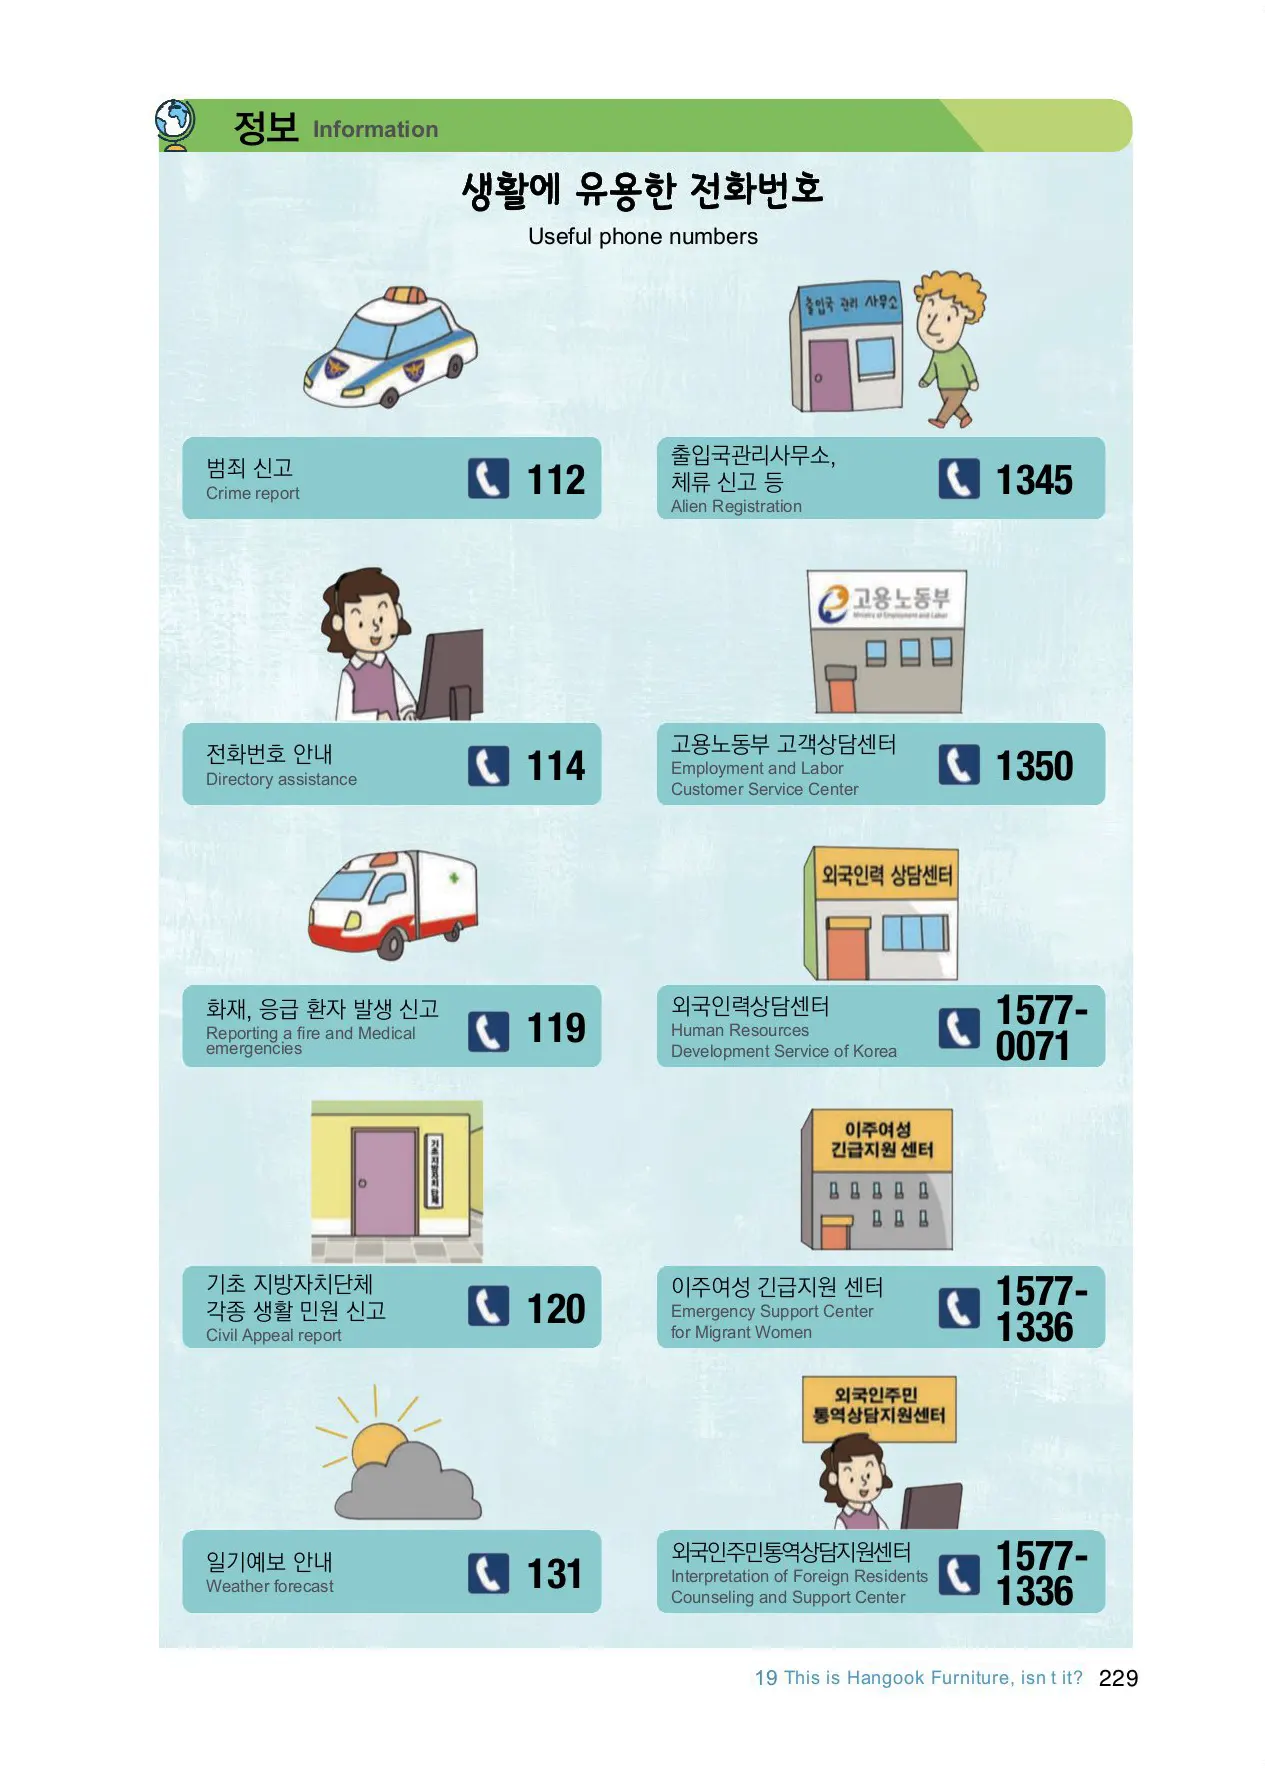 정보 Information
생활에 유용한 전화번호
Useful phone numbers
출입국 관리 사무소
범죄 신고
Crime report
112
출입국관리사무소,
체류 신고 등
Alien Registration
1345
고용노동부
Ministry of Employment and Labor
전화번호 안내
Directory assistance
114
고용노동부 고객상담센터
Employment and Labor
Customer Service Center
1350
외국인력 상담센터
화재, 응급 환자 발생 신고
Reporting a fire and Medical
emergencies
119
외국인력상담센터
Human Resources
Development Service of Korea
1577-
0071
기초지방자치단체
이주여성
긴급지원 센터
기초 지방자치단체
각종 생활 민원 신고
Civil Appeal report
120
이주여성 긴급지원 센터
Emergency Support Center
for Migrant Women
1577-
1336
외국인주민
통역상담지원센터
일기예보 안내
Weather forecast
131
외국인주민통역상담지원센터
Interpretation of Foreign Residents
Counseling and Support Center
1577-
1336
19 This is Hangook Furniture, isn t it? 229